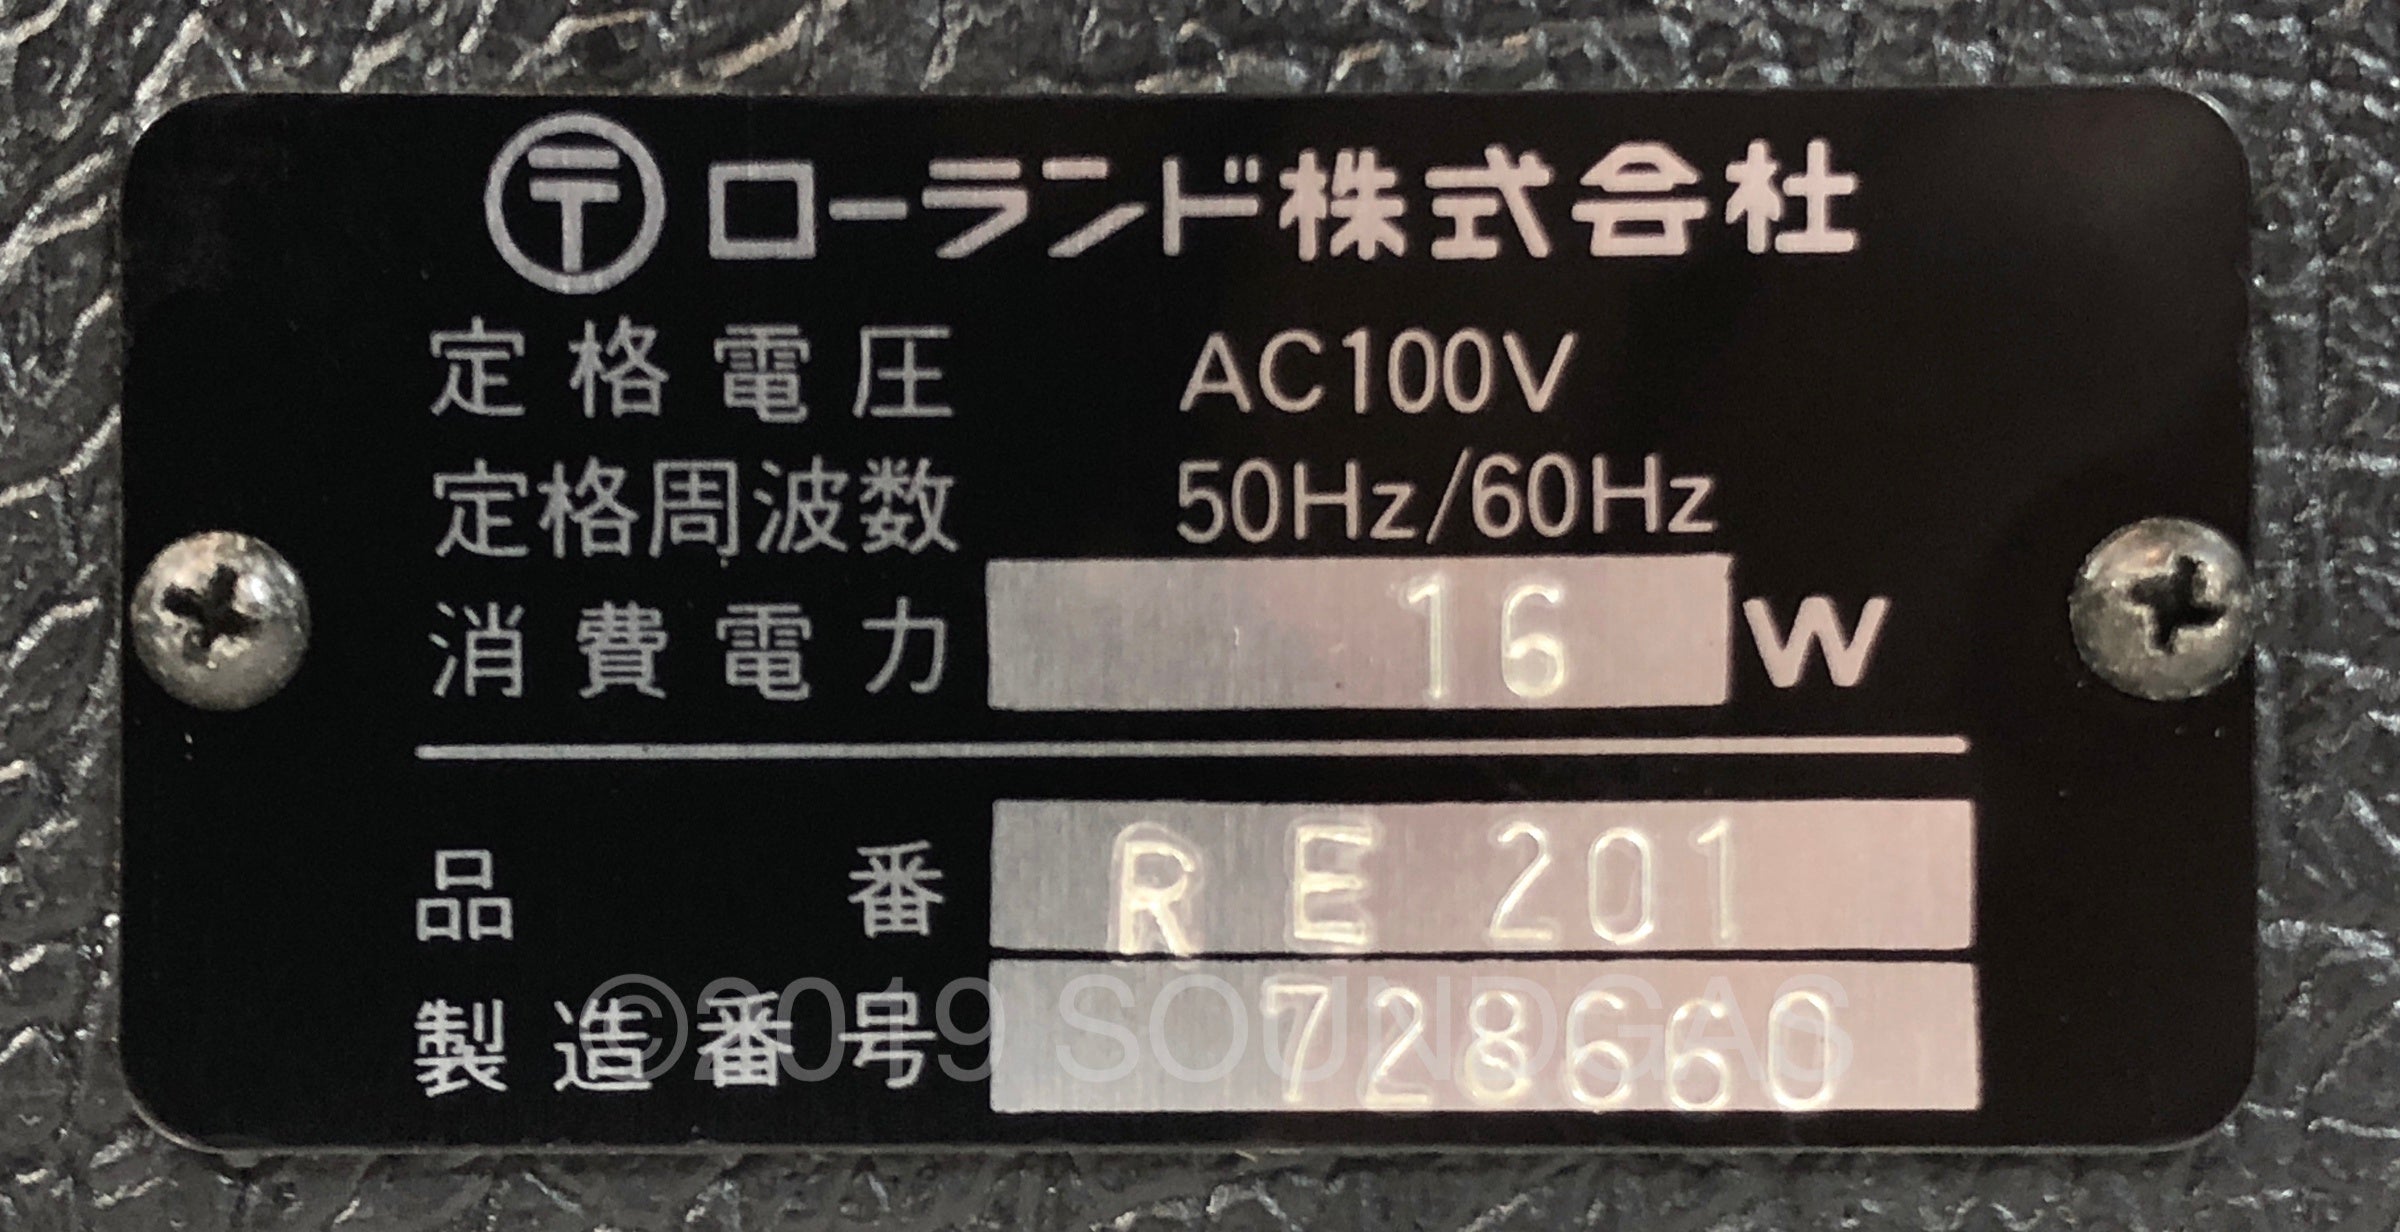 〒ローランド株式会社
定格電圧 AC100V
定格周波数 50Hz/60Hz
消費電力 16 W
品番 RE 201
製造番号 728660
©2019 SOUNDGAS